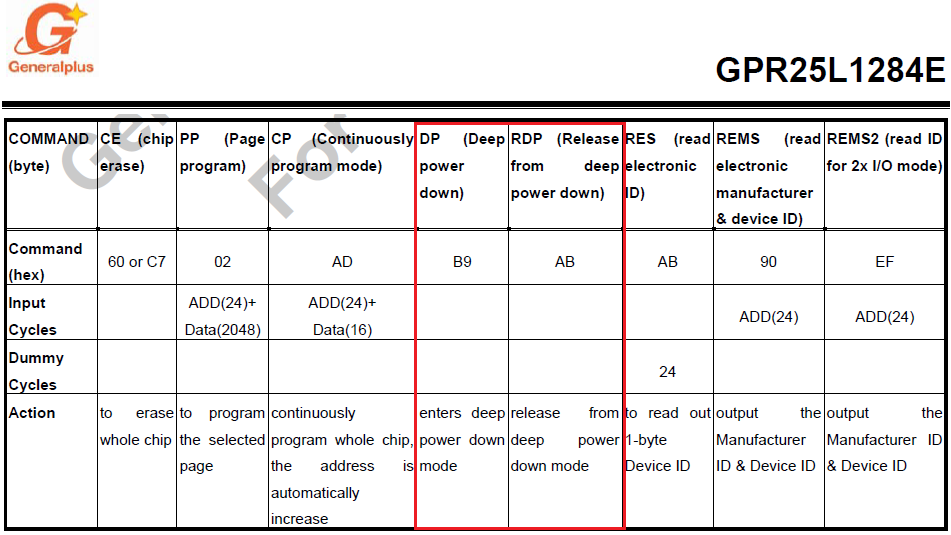 Generalplus
GPR25L1284E
COMMAND (byte)
CE (chip erase)
PP (Page program)
CP (Continuously program mode)
DP (Deep power down)
RDP (Release from deep power down)
RES (read electronic ID)
REMS (read electronic manufacturer & device ID)
REMS2 (read ID for 2x I/O mode)
Command (hex)
60 or C7
02
AD
B9
AB
AB
90
EF
Input Cycles
ADD(24)+ Data(2048)
ADD(24)+ Data(16)
ADD(24)
ADD(24)
Dummy Cycles
24
Action
to erase whole chip
to program the selected page
continuously program whole chip, the address is automatically increase
enters deep power down mode
release from deep power down mode
to read out 1-byte Device ID
output the Manufacturer ID & Device ID
output the Manufacturer ID & Device ID
For